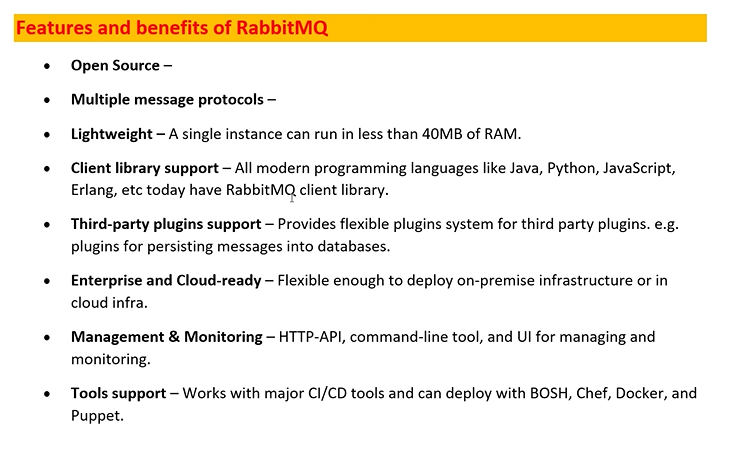 Features and benefits of RabbitMQ
• Open Source –
• Multiple message protocols –
• Lightweight – A single instance can run in less than 40MB of RAM.
• Client library support – All modern programming languages like Java, Python, JavaScript,
Erlang, etc today have RabbitMQ client library.
• Third-party plugins support – Provides flexible plugins system for third party plugins. e.g.
plugins for persisting messages into databases.
• Enterprise and Cloud-ready – Flexible enough to deploy on-premise infrastructure or in
cloud infra.
• Management & Monitoring – HTTP-API, command-line tool, and UI for managing and
monitoring.
• Tools support – Works with major CI/CD tools and can deploy with BOSH, Chef, Docker, and
Puppet.